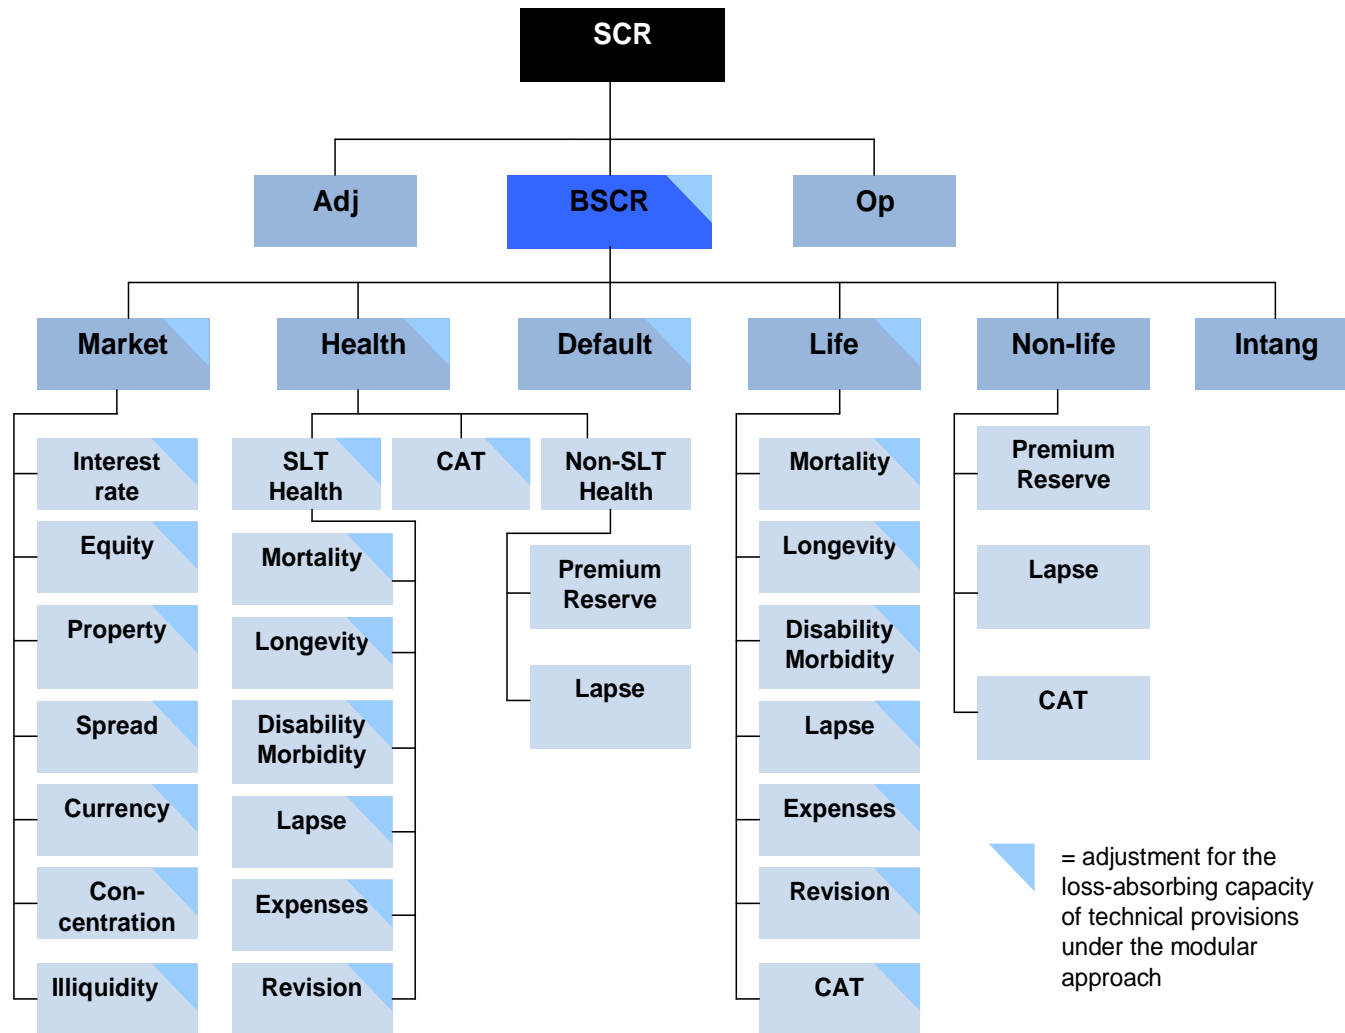 SCR
Adj
BSCR
Op
Market
Health
Default
Life
Non-life
Intang
Interest
rate
Equity
Property
Spread
Currency
Con-
centration
Illiquidity
SLT
Health
CAT
Non-SLT
Health
Mortality
Longevity
Disability
Morbidity
Lapse
Expenses
Revision
Premium
Reserve
Lapse
Mortality
Longevity
Disability
Morbidity
Lapse
Expenses
Revision
CAT
Premium
Reserve
Lapse
CAT
= adjustment for the
loss-absorbing capacity
of technical provisions
under the modular
approach